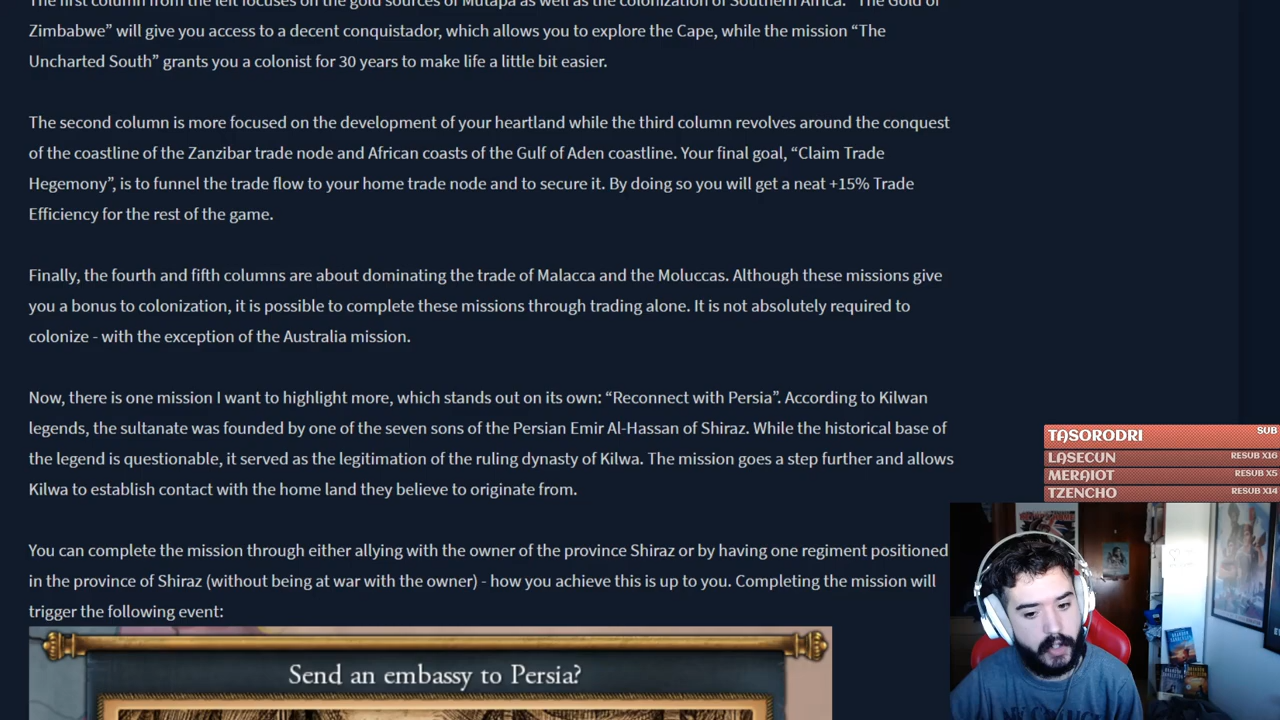 The first column from the left focuses on the gold sources of Mutapa as well as the colonization of Southern Africa. "The Gold of
Zimbabwe” will give you access to a decent conquistador, which allows you to explore the Cape, while the mission “The
Uncharted South” grants you a colonist for 30 years to make life a little bit easier.
The second column is more focused on the development of your heartland while the third column revolves around the conquest
of the coastline of the Zanzibar trade node and African coasts of the Gulf of Aden coastline. Your final goal, “Claim Trade
Hegemony”, is to funnel the trade flow to your home trade node and to secure it. By doing so you will get a neat +15% Trade
Efficiency for the rest of the game.
Finally, the fourth and fifth columns are about dominating the trade of Malacca and the Moluccas. Although these missions give
you a bonus to colonization, it is possible to complete these missions through trading alone. It is not absolutely required to
colonize - with the exception of the Australia mission.
Now, there is one mission I want to highlight more, which stands out on its own: “Reconnect with Persia”. According to Kilwan
legends, the sultanate was founded by one of the seven sons of the Persian Emir Al-Hassan of Shiraz. While the historical base of
the legend is questionable, it served as the legitimation of the ruling dynasty of Kilwa. The mission goes a step further and allows
Kilwa to establish contact with the home land they believe to originate from.
You can complete the mission through either allying with the owner of the province Shiraz or by having one regiment positioned
in the province of Shiraz (without being at war with the owner) - how you achieve this is up to you. Completing the mission will
trigger the following event:
Send an embassy to Persia?
TASORODRI SUB
LASECUN RESUB X16
MERAIOT RESUB X5
TZENCHO RESUB X14